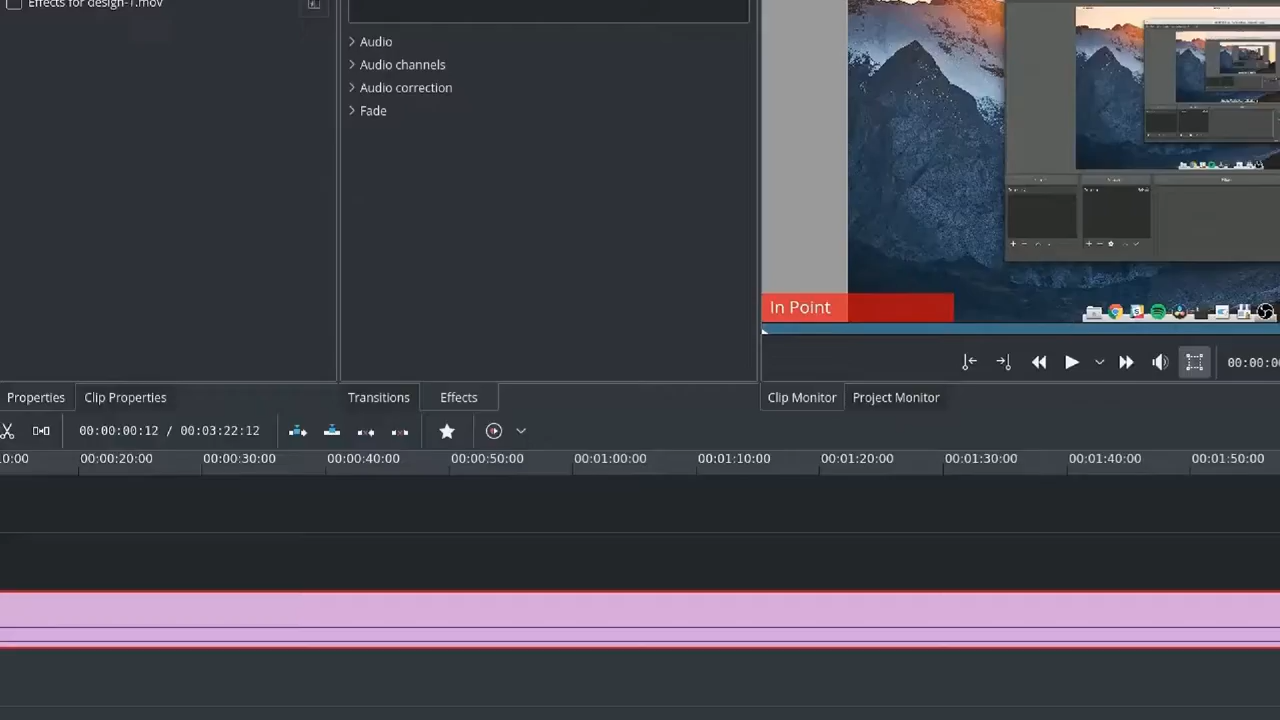 Effects for design-1.mov
Audio
Audio channels
Audio correction
Fade
In Point
00:00:0
Properties
Clip Properties
Transitions
Effects
Clip Monitor
Project Monitor
00:00:00:12 / 00:03:22:12
10:00
00:00:20:00
00:00:30:00
00:00:40:00
00:00:50:00
00:01:00:00
00:01:10:00
00:01:20:00
00:01:30:00
00:01:40:00
00:01:50:00